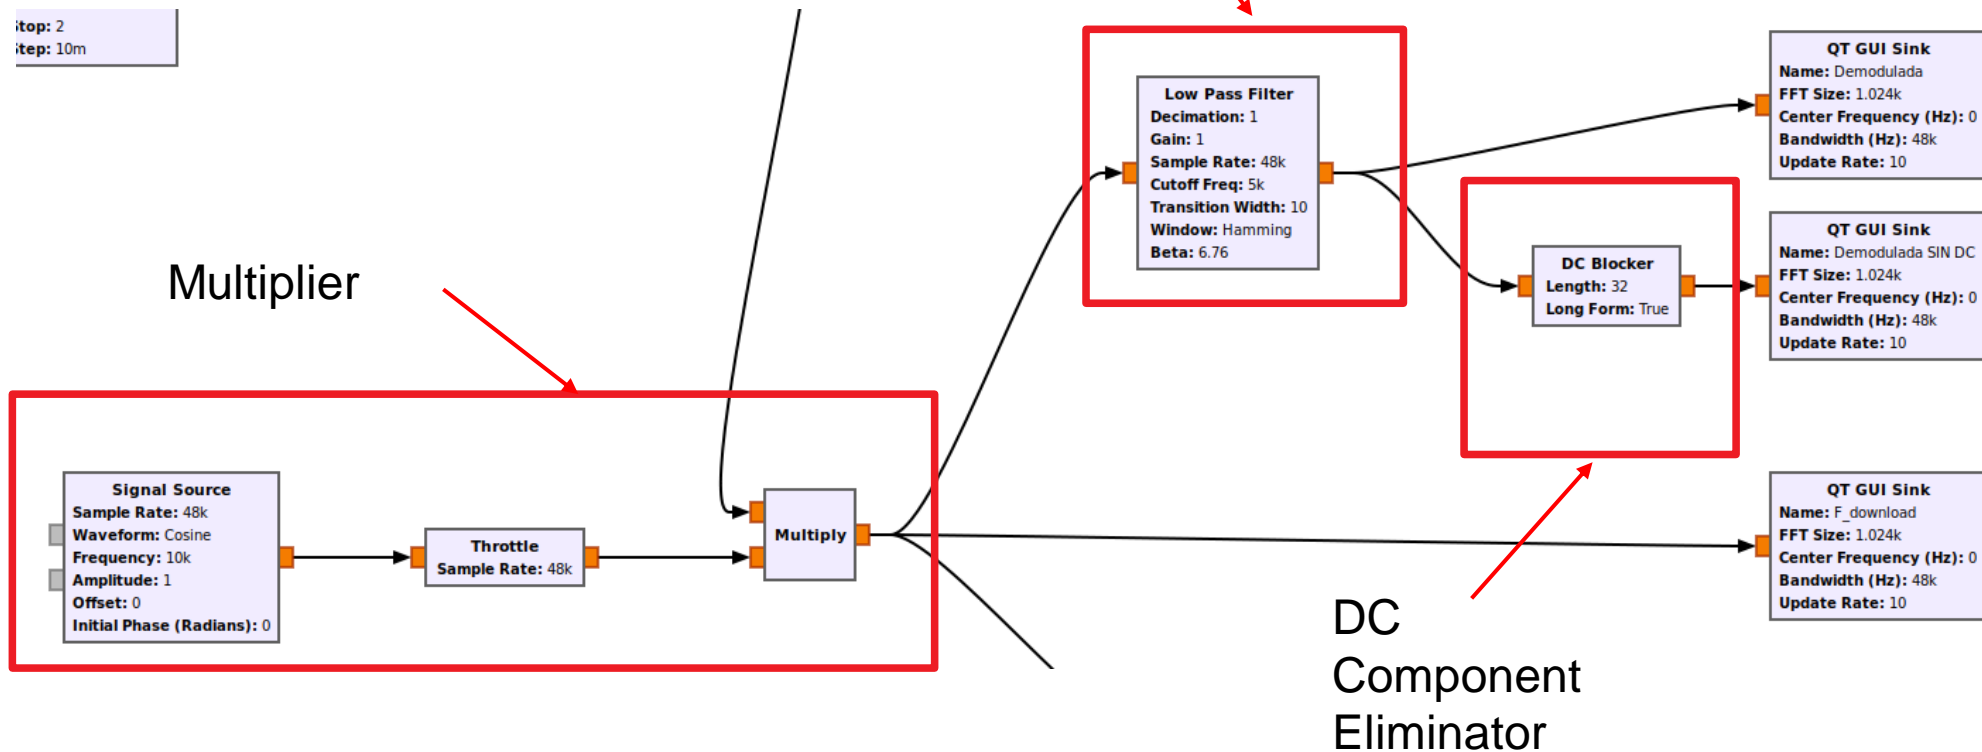 Stop: 2
Step: 10m
Low Pass Filter
Decimation: 1
Gain: 1
Sample Rate: 48k
Cutoff Freq: 5k
Transition Width: 10
Window: Hamming
Beta: 6.76
QT GUI Sink
Name: Demodulada
FFT Size: 1.024k
Center Frequency (Hz): 0
Bandwidth (Hz): 48k
Update Rate: 10
QT GUI Sink
Name: Demodulada SIN DC
FFT Size: 1.024k
Center Frequency (Hz): 0
Bandwidth (Hz): 48k
Update Rate: 10
DC Blocker
Length: 32
Long Form: True
Multiplier
Signal Source
Sample Rate: 48k
Waveform: Cosine
Frequency: 10k
Amplitude: 1
Offset: 0
Initial Phase (Radians): 0
Throttle
Sample Rate: 48k
Multiply
QT GUI Sink
Name: F_download
FFT Size: 1.024k
Center Frequency (Hz): 0
Bandwidth (Hz): 48k
Update Rate: 10
DC
Component
Eliminator